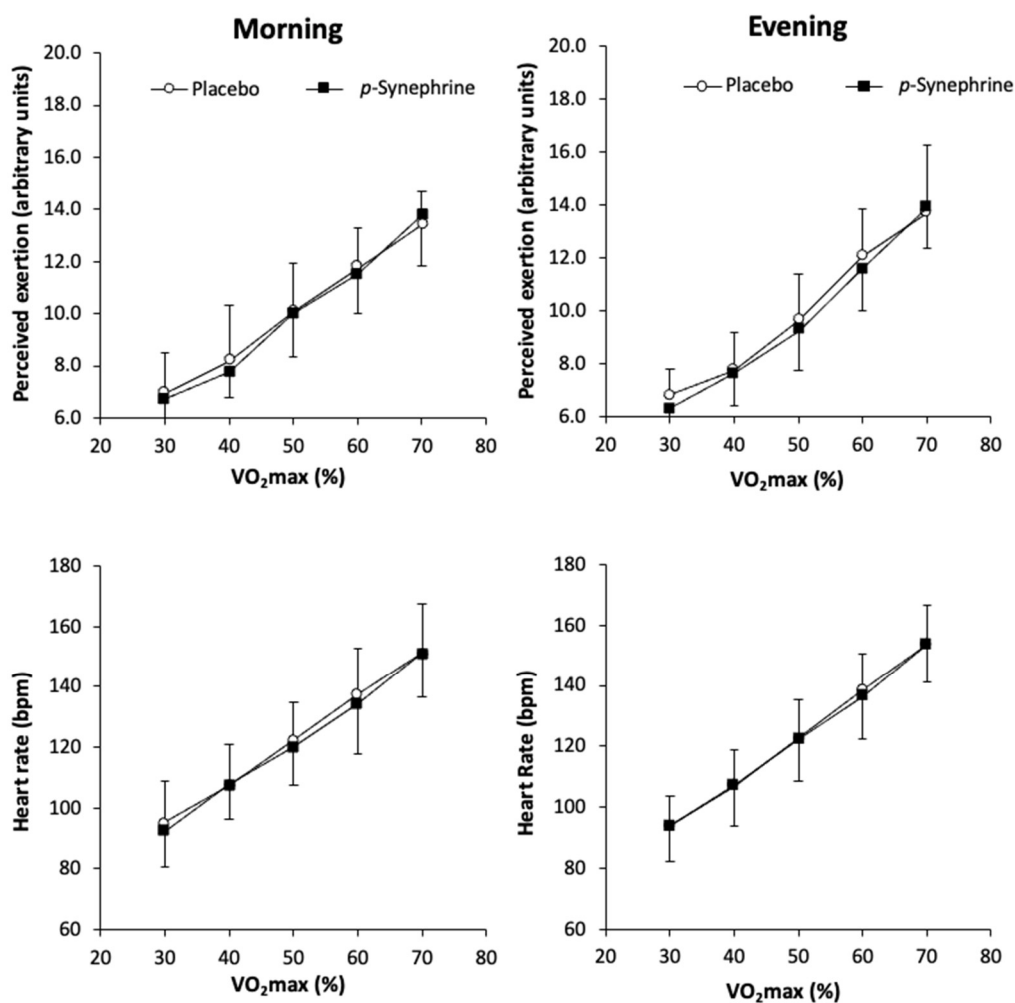 Morning
Perceived exertion (arbitrary units)
20.0
18.0
16.0
14.0
12.0
10.0
8.0
6.0
Placebo
p-Synephrine
20 30 40 50 60 70 80
VO₂max (%)
Evening
Perceived exertion (arbitrary units)
20.0
18.0
16.0
14.0
12.0
10.0
8.0
6.0
Placebo
p-Synephrine
20 30 40 50 60 70 80
VO₂max (%)
Heart rate (bpm)
180
160
140
120
100
80
60
20 30 40 50 60 70 80
VO₂max (%)
Heart Rate (bpm)
180
160
140
120
100
80
60
20 30 40 50 60 70 80
VO₂max (%)